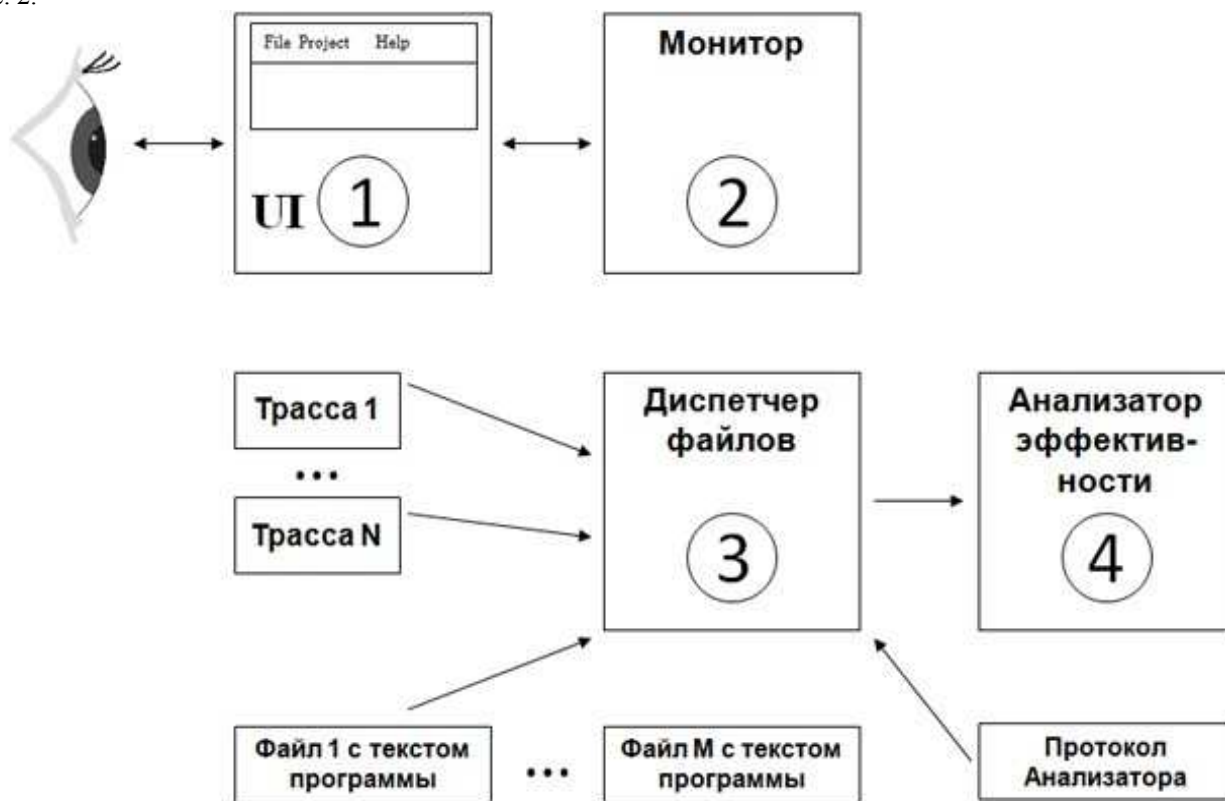 File Project Help
UI 1
Монитор
2
Трасса 1
•••
Трасса N
Диспетчер
файлов
3
Анализатор
эффектив-
ности
4
Файл 1 с текстом
программы
•••
Файл M с текстом
программы
Протокол
Анализатора